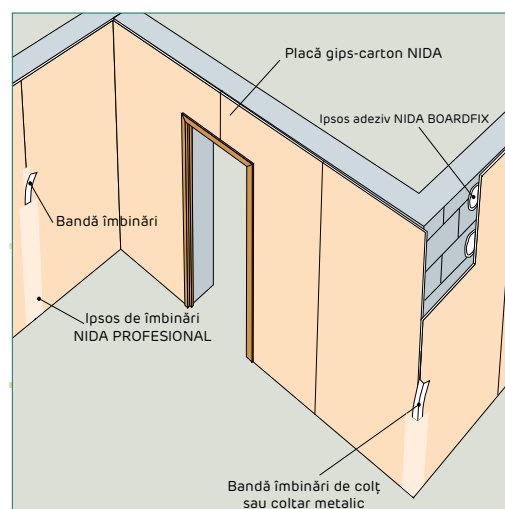 Placă gips-carton NIDA
Ipsos adeziv NIDA BOARDFIX
Bandă îmbinări
Ipsos de îmbinări
NIDA PROFESIONAL
Bandă îmbinări de colț
sau coltar metalic